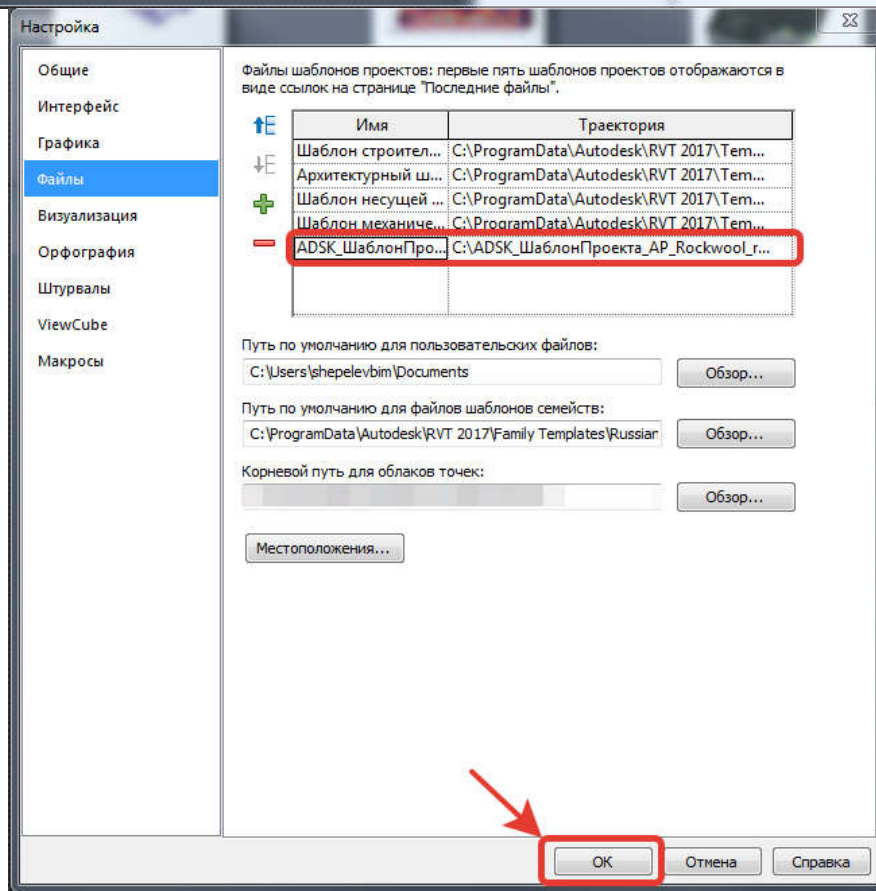 Настройка
Общие
Интерфейс
Графика
Файлы
Визуализация
Орфография
Штурвалы
ViewCube
Макросы
Файлы шаблонов проектов: первые пять шаблонов проектов отображаются в
виде ссылок на странице "Последние файлы".
Имя Траектория
Шаблон строител... C:\ProgramData\Autodesk\RVT 2017\Tem...
Архитектурный ш... C:\ProgramData\Autodesk\RVT 2017\Tem...
Шаблон несущей ... C:\ProgramData\Autodesk\RVT 2017\Tem...
Шаблон механиче... C:\ProgramData\Autodesk\RVT 2017\Tem...
ADSK_ШаблонПро... C:\ADSK_ШаблонПроекта_AP_Rockwool_r...
Путь по умолчанию для пользовательских файлов:
C:\Users\shepelevbim\Documents Обзор...
Путь по умолчанию для файлов шаблонов семейств:
C:\ProgramData\Autodesk\RVT 2017\Family Templates\Russian Обзор...
Корневой путь для облаков точек:
Обзор...
Местоположения...
ОК Отмена Справка